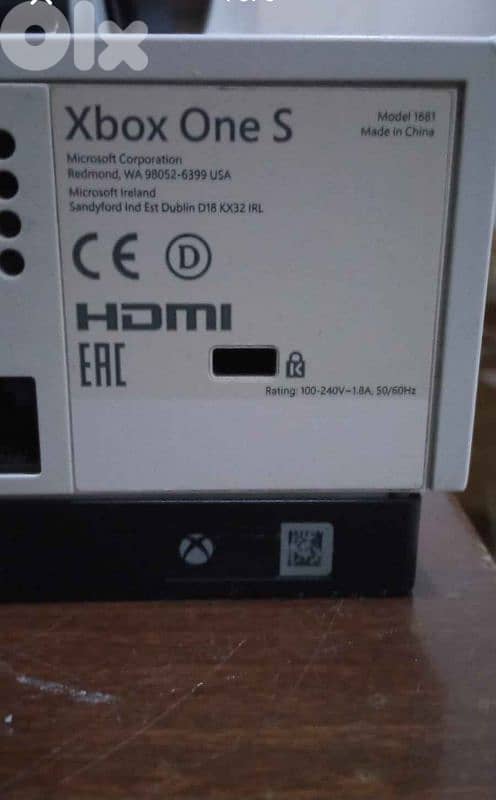 OLX
Xbox One S
Model 1681
Made in China
Microsoft Corporation
Redmond, WA 98052-6399 USA
Microsoft Ireland
Sandyford Ind Est Dublin D18 KX32 IRL
CE D
HDMI
EAC
K
Rating: 100-240V~1.8A, 50/60Hz